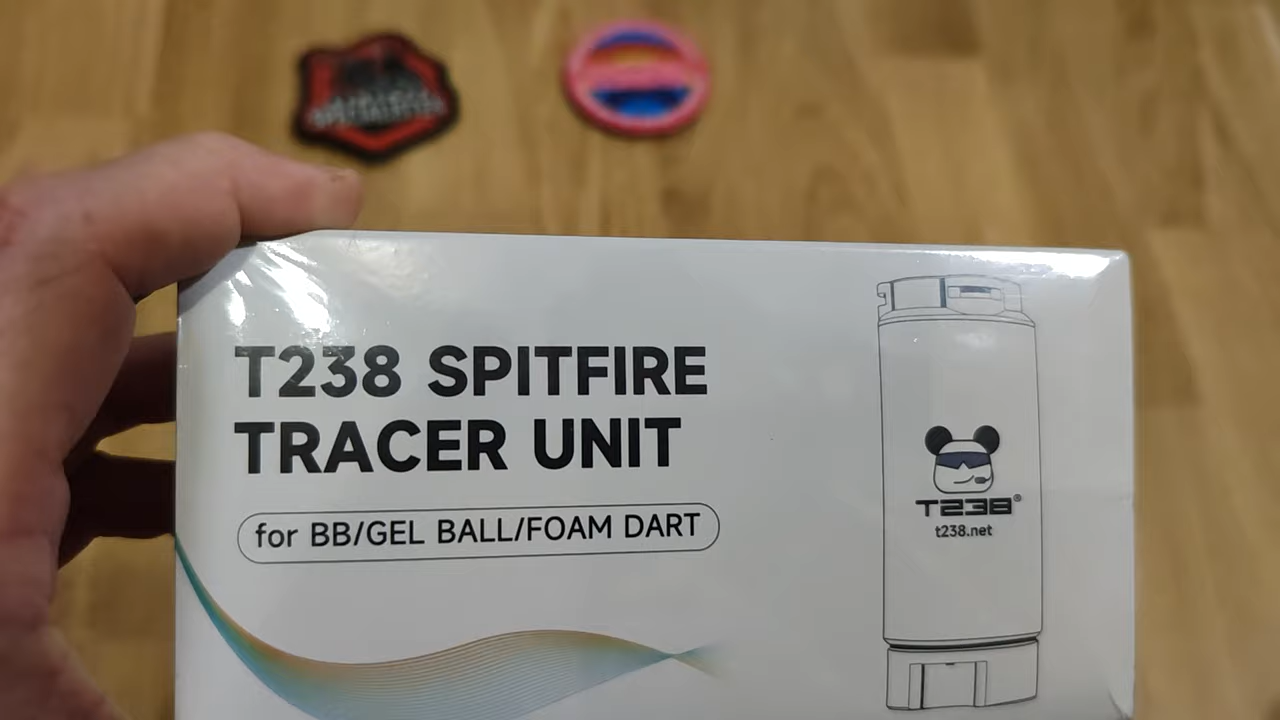 T238 SPITFIRE
TRACER UNIT
for BB/GEL BALL/FOAM DART
T238®
t238.net